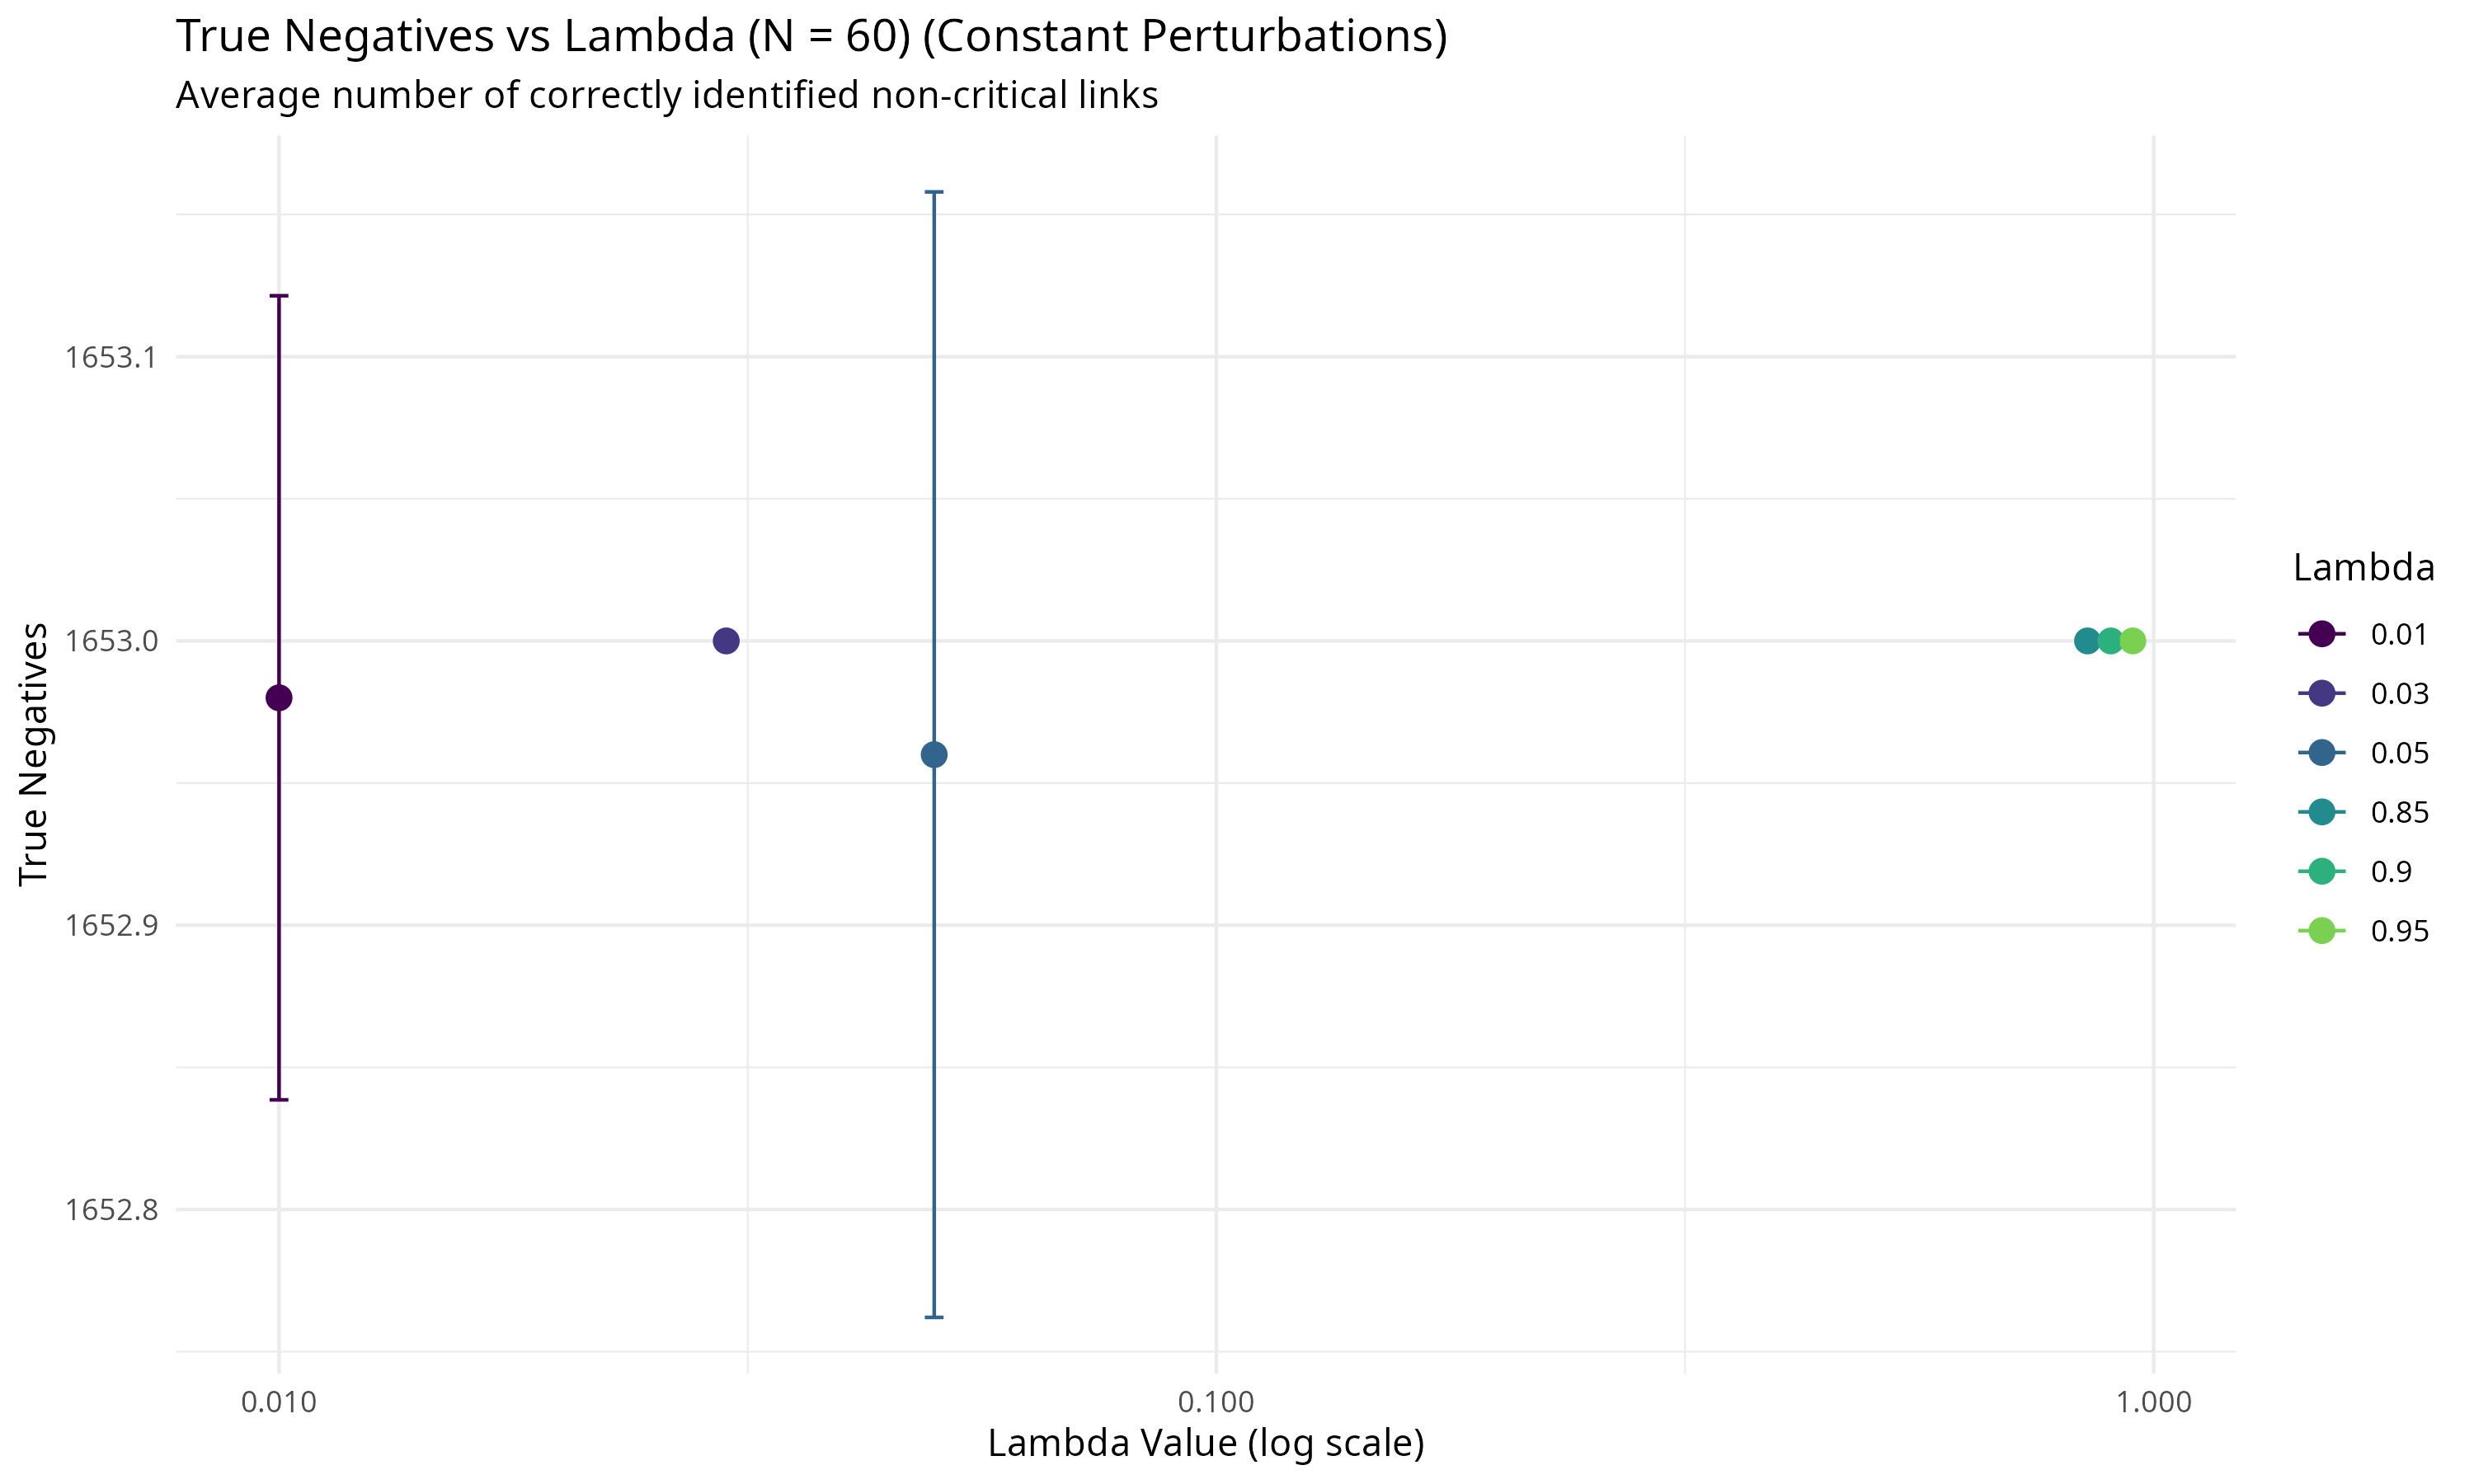 True Negatives vs Lambda (N = 60) (Constant Perturbations)
Average number of correctly identified non-critical links
True Negatives
1653.1
1653.0
1652.9
1652.8
0.010
0.100
1.000
Lambda Value (log scale)
Lambda
0.01
0.03
0.05
0.85
0.9
0.95